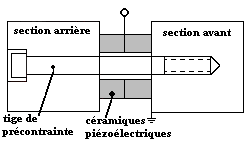 section arrière
section avant
tige de
précontrainte
céramiques
piézoélectriques